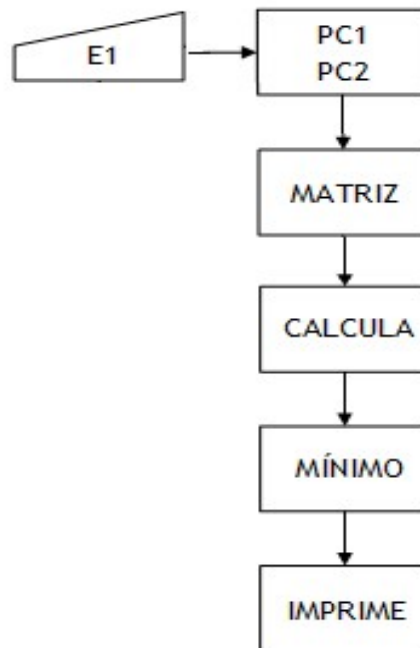 E1
PC1
PC2
MATRIZ
CALCULA
MÍNIMO
IMPRIME